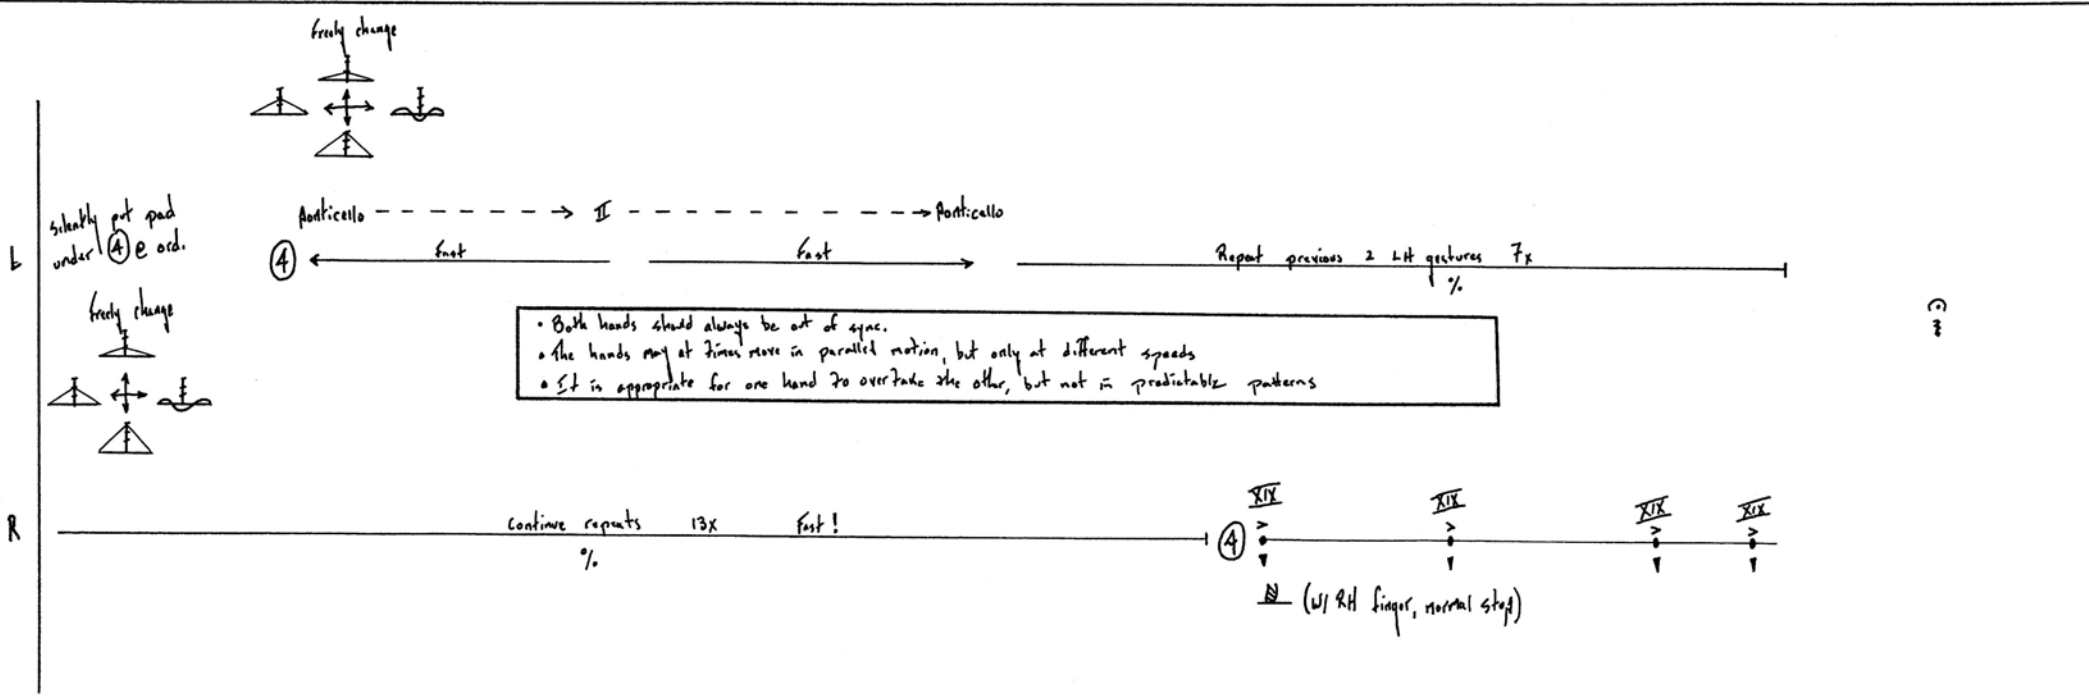 freely change
silently put pad
under ④ @ ord.
Ponticello II Ponticello
L
④ Fast Fast Repeat previous 2 LH gestures 7x
%
freely change
• Both hands should always be out of sync.
• The hands may at times move in parallel motion, but only at different speeds
• It is appropriate for one hand to overtake the other, but not in predictable patterns
XIX XIX XIX XIX
> > > >
R
continue repeats 13x Fast!
④
%
(w/ RH finger, normal stop)